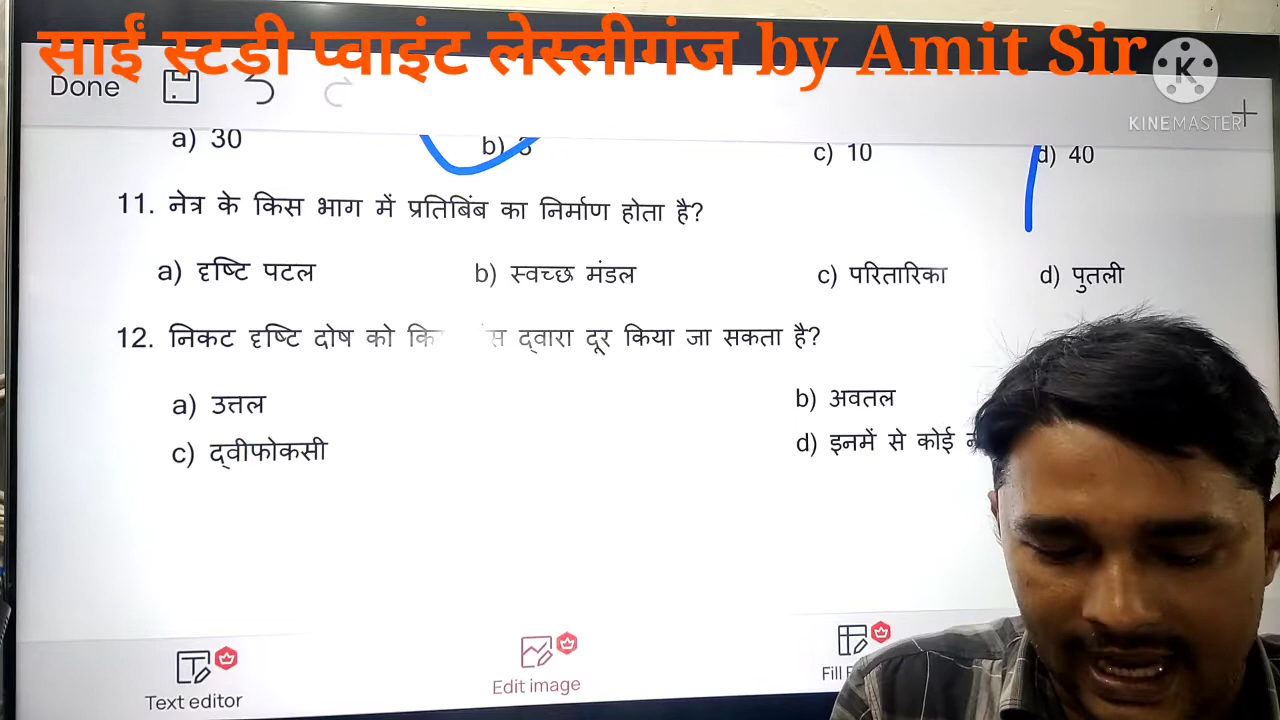 साईं स्टडी प्वाइंट लेस्लीगंज by Amit Sir
Done
K
KINEMASTER
a) 30 b) c) 10 d) 40
11. नेत्र के किस भाग में प्रतिबिंब का निर्माण होता है?
a) दृष्टि पटल b) स्वच्छ मंडल c) परितारिका d) पुतली
12. निकट दृष्टि दोष को द्वारा दूर किया जा सकता है?
a) उत्तल b) अवतल
c) द्वीफोकसी d) इनमें से कोई
Text editor Edit image Fill